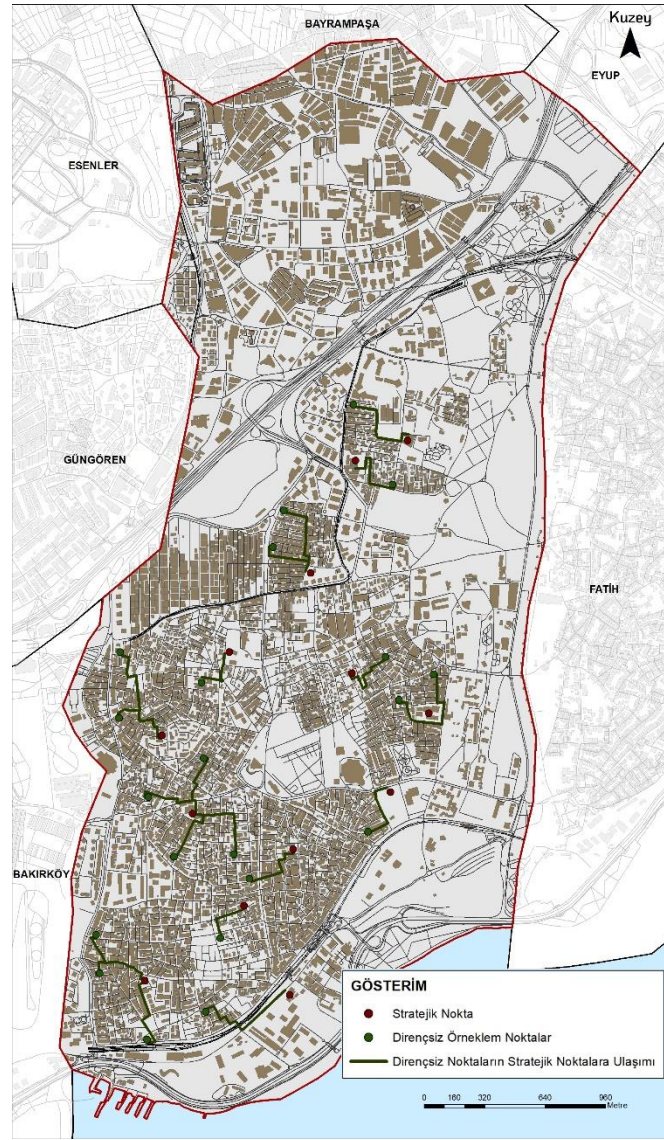 BAYRAMPAŞA
Kuzey
EYUP
ESENLER
GÜNGÖREN
FATİH
BAKIRKÖY
GÖSTERİM
Stratejik Nokta
Dirençsiz Örneklem Noktalar
Dirençsiz Noktaların Stratejik Noktalara Ulaşımı
0 160 320 640 960
Metre